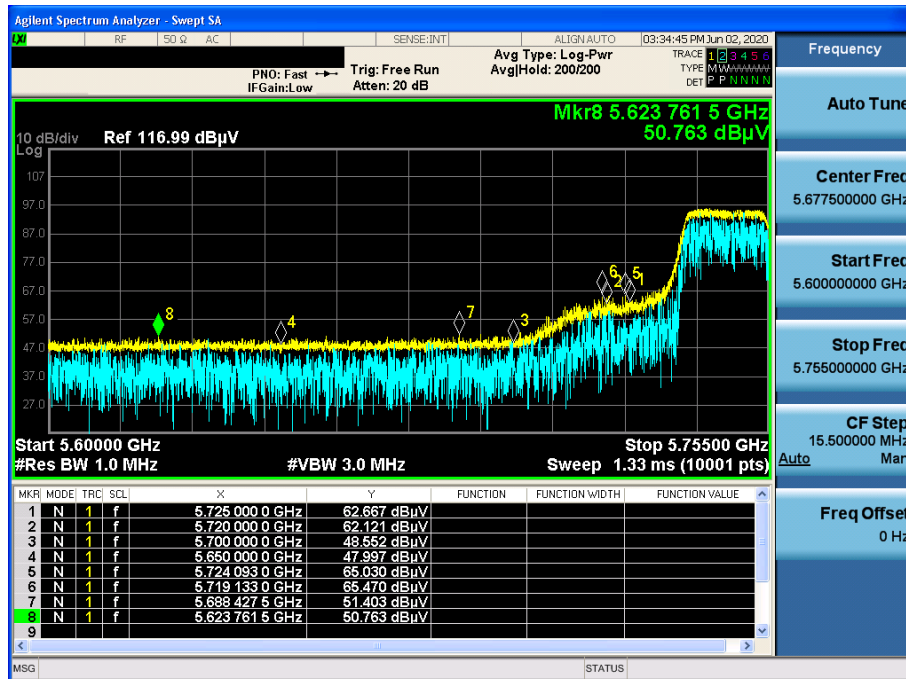 Agilent Spectrum Analyzer - Swept SA
LXI RF 50 Ω AC SENSE:INT ALIGN AUTO 03:34:45 PM Jun 02, 2020
PNO: Fast Trig: Free Run Avg Type: Log-Pwr TRACE 1 2 3 4 5 6
IFGain:Low Atten: 20 dB Avg|Hold: 200/200 TYPE M W W W W W
DET P P N N N N
Mkr8 5.623 761 5 GHz
50.763 dBµV
10 dB/div Ref 116.99 dBµV
Log
107
97.0
87.0
77.0
67.0
57.0
47.0
37.0
27.0
6 2 5 1
8 4 7 3
Start 5.60000 GHz Stop 5.75500 GHz
#Res BW 1.0 MHz #VBW 3.0 MHz Sweep 1.33 ms (10001 pts)
MKR MODE TRC SCL X Y FUNCTION FUNCTION WIDTH FUNCTION VALUE
1 N 1 f 5.725 000 0 GHz 62.667 dBµV
2 N 1 f 5.720 000 0 GHz 62.121 dBµV
3 N 1 f 5.700 000 0 GHz 48.552 dBµV
4 N 1 f 5.650 000 0 GHz 47.997 dBµV
5 N 1 f 5.724 093 0 GHz 65.030 dBµV
6 N 1 f 5.719 133 0 GHz 65.470 dBµV
7 N 1 f 5.688 427 5 GHz 51.403 dBµV
8 N 1 f 5.623 761 5 GHz 50.763 dBµV
9
MSG STATUS
Frequency
Auto Tune
Center Freq
5.677500000 GHz
Start Freq
5.600000000 GHz
Stop Freq
5.755000000 GHz
CF Step
15.500000 MHz
Auto Man
Freq Offset
0 Hz